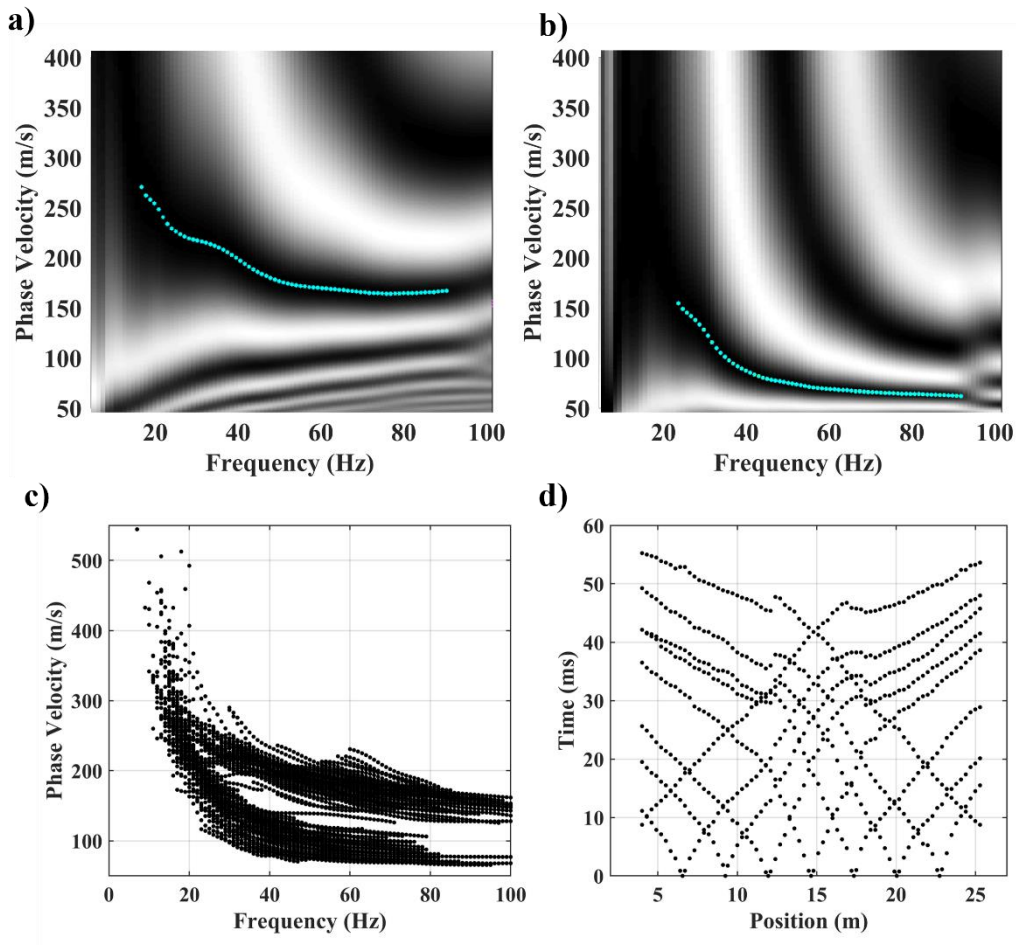 a)
400
350
300
250
200
150
100
50
Phase Velocity (m/s)
20 40 60 80 100
Frequency (Hz)
b)
400
350
300
250
200
150
100
50
Phase Velocity (m/s)
20 40 60 80 100
Frequency (Hz)
c)
500
400
300
200
100
Phase Velocity (m/s)
0 20 40 60 80 100
Frequency (Hz)
d)
60
50
40
30
20
10
0
Time (ms)
5 10 15 20 25
Position (m)